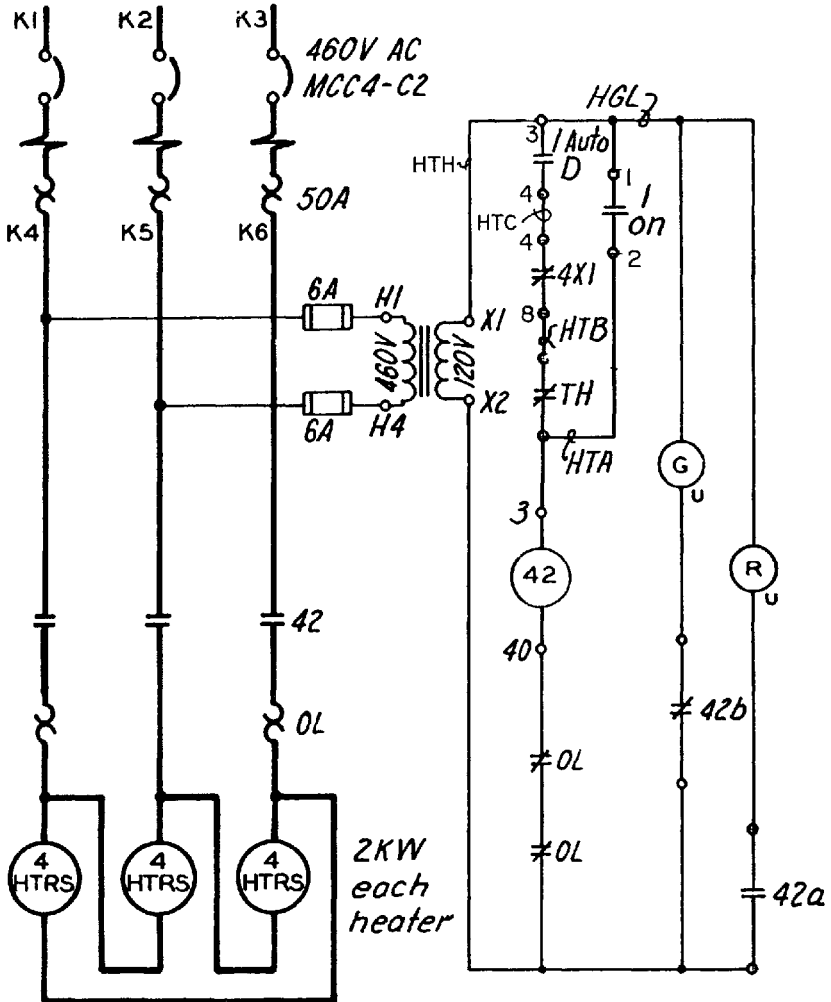 K1
K2
K3
460V AC
MCC4-C2
50A
K4
K5
K6
6A
H1
460V
120V
X1
X2
6A
H4
HTH
3
1 Auto
D
4
HTC
4
4X1
8
HTB
TH
HTA
HGL
1
1
on
2
3
42
40
OL
OL
G
U
R
U
42b
42a
42
OL
4
HTRS
4
HTRS
4
HTRS
2KW
each
heater